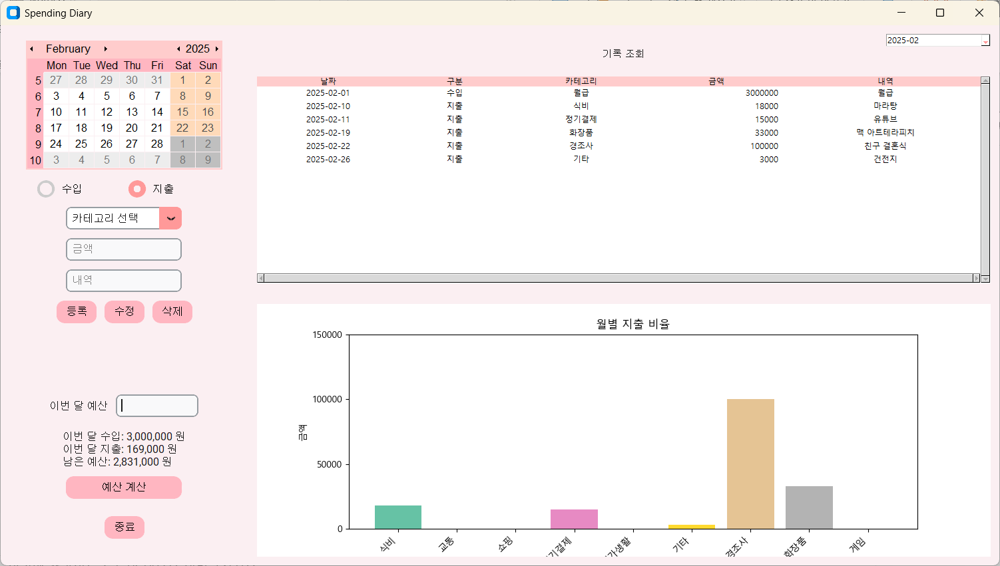 Spending Diary
February 2025
Mon Tue Wed Thu Fri Sat Sun
5 27 28 29 30 31 1 2
6 3 4 5 6 7 8 9
7 10 11 12 13 14 15 16
8 17 18 19 20 21 22 23
9 24 25 26 27 28 1 2
10 3 4 5 6 7 8 9
수입 지출
카테고리 선택
금액
내역
등록 수정 삭제
이번 달 예산
이번 달 수입: 3,000,000 원
이번 달 지출: 169,000 원
남은 예산: 2,831,000 원
예산 계산
종료
2025-02
기록 조회
날짜 구분 카테고리 금액 내역
2025-02-01 수입 월급 3000000 월급
2025-02-10 지출 식비 18000 마라탕
2025-02-11 지출 정기결제 15000 유튜브
2025-02-19 지출 화장품 33000 맥 아트테라피치
2025-02-22 지출 경조사 100000 친구 결혼식
2025-02-26 지출 기타 3000 건전지
월별 지출 비율
150000
100000
50000
0
금액
식비 교통 쇼핑 기결제 가생활 기타 경조사 화장품 게임